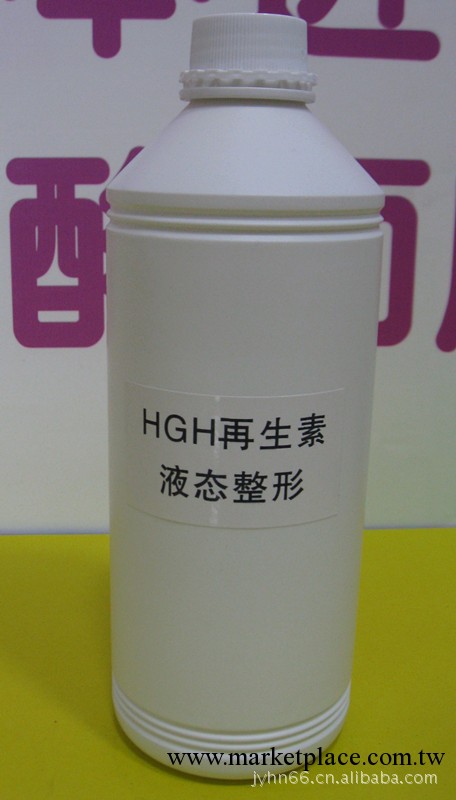 HGH再生素
液态整形
www.marketplace.com.tw
jyhn66.cn.alibaba.com